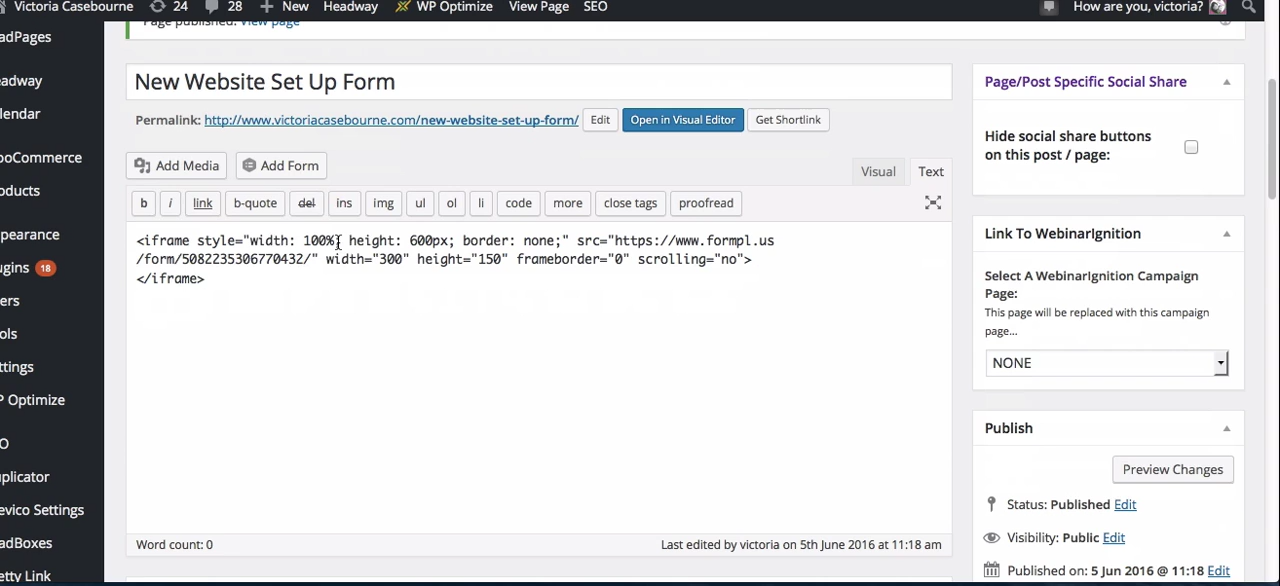 Victoria Casebourne 24 28 New Headway WP Optimize View Page SEO How are you, victoria?
adPages
eadway
lendar
ooCommerce
oducts
pearance
ugins 18
ers
ols
ttings
P Optimize
O
uplicator
evico Settings
adBoxes
etty Link
Page published. View page
New Website Set Up Form
Permalink: http://www.victoriacasebourne.com/new-website-set-up-form/ Edit Open in Visual Editor Get Shortlink
Add Media Add Form
Visual Text
b i link b-quote del ins img ul ol li code more close tags proofread
<iframe style="width: 100%; height: 600px; border: none;" src="https://www.formpl.us
/form/5082235306770432/" width="300" height="150" frameborder="0" scrolling="no">
</iframe>
Word count: 0 Last edited by victoria on 5th June 2016 at 11:18 am
Page/Post Specific Social Share
Hide social share buttons
on this post / page:
Link To WebinarIgnition
Select A WebinarIgnition Campaign
Page:
This page will be replaced with this campaign
page...
NONE
Publish
Preview Changes
Status: Published Edit
Visibility: Public Edit
Published on: 5 Jun 2016 @ 11:18 Edit